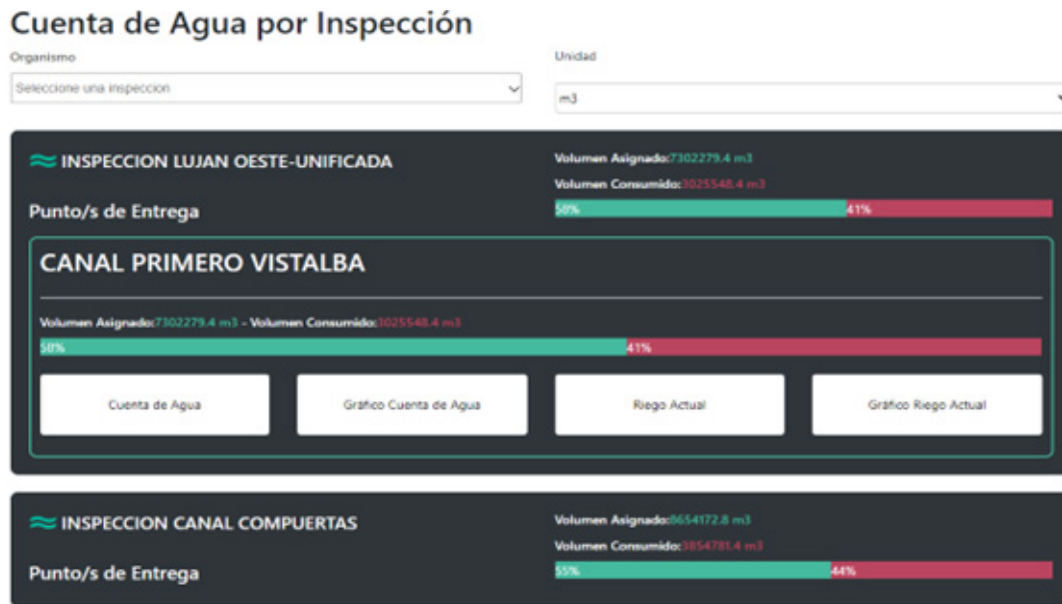 Cuenta de Agua por Inspección
Organismo
Unidad
Seleccione una inspeccion
m3
INSPECCION LUJAN OESTE-UNIFICADA
Volumen Asignado:7302279.4 m3
Volumen Consumido:3025548.4 m3
Punto/s de Entrega
58% 41%
CANAL PRIMERO VISTALBA
Volumen Asignado:7302279.4 m3 - Volumen Consumido:3025548.4 m3
58% 41%
Cuenta de Agua
Gráfico Cuenta de Agua
Riego Actual
Gráfico Riego Actual
INSPECCION CANAL COMPUERTAS
Volumen Asignado:8654172.8 m3
Volumen Consumido:3854781.4 m3
Punto/s de Entrega
55% 44%